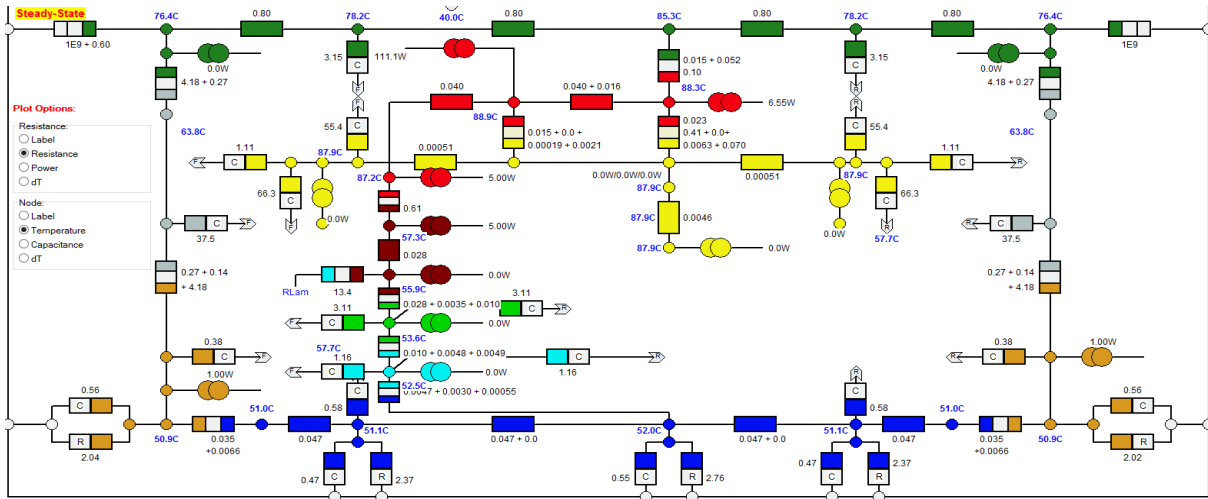 Steady-State
76.4C
0.80
78.2C
40.0C
0.80
85.3C
0.80
78.2C
0.80
76.4C
1E9 + 0.60
1E9
0.0W
3.15
C
111.1W
0.015 + 0.052
0.10
C
3.15
0.0W
4.18 + 0.27
F
88.3C
R
4.18 + 0.27
0.040
0.040 + 0.016
6.55W
Plot Options:
88.9C
Resistance:
Label
Resistance
Power
dT
Node:
Label
Temperature
Capacitance
dT
63.8C
55.4
C
F
0.015 + 0.0 +
0.00019 + 0.0021
0.023
0.41 + 0.0+
0.0063 + 0.070
C
R
55.4
63.8C
87.9C
F
C
1.11
0.00051
0.00051
1.11
C
R
87.2C
5.00W
0.0W/0.0W/0.0W
87.9C
87.9C
66.3
C
F
0.0W
0.61
87.9C
0.0046
C
66.3
R
0.0W
57.7C
37.5
C
F
5.00W
57.3C
87.9C
0.0W
R
C
37.5
0.028
RLam
13.4
0.0W
55.9C
0.27 + 0.14
+ 4.18
0.27 + 0.14
+ 4.18
3.11
F
C
0.028 + 0.0035 + 0.010
3.11
C
R
0.0W
53.6C
57.7C
1.16
F
C
0.010 + 0.0048 + 0.0049
0.0W
C
R
1.16
52.5C
0.0047 + 0.0030 + 0.00055
0.38
C
F
1.00W
0.38
R
C
1.00W
0.56
C
R
2.04
50.9C
0.035
+0.0066
51.0C
0.047
0.58
C
51.1C
0.047 + 0.0
52.0C
0.047 + 0.0
R
C
0.58
51.1C
0.047
51.0C
0.035
+0.0066
50.9C
0.56
C
R
2.02
0.47
C
R
2.37
0.55
C
R
2.76
0.47
C
R
2.37